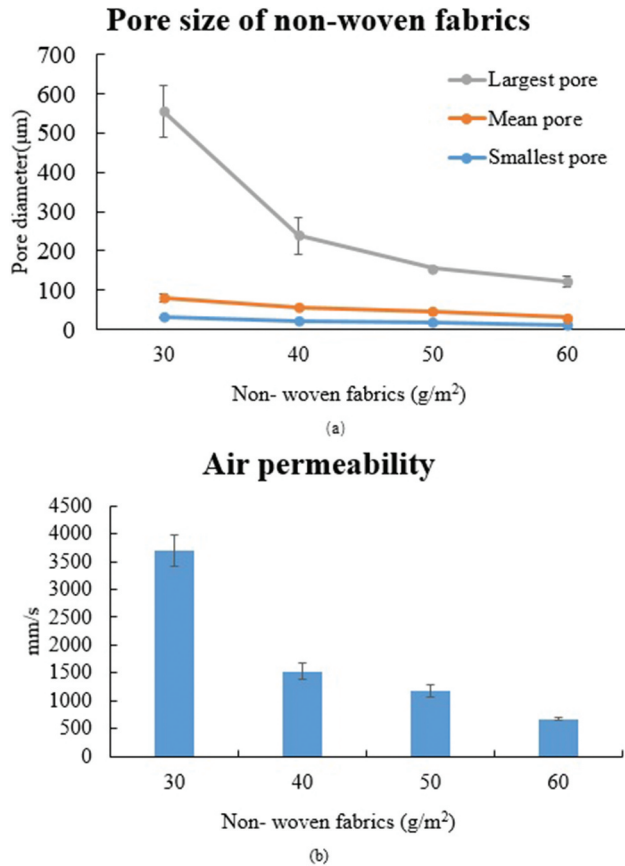 Pore size of non-woven fabrics
700
600
500
400
300
200
100
0
Pore diameter(μm)
Largest pore
Mean pore
Smallest pore
30 40 50 60
Non- woven fabrics (g/m²)
(a)
Air permeability
4500
4000
3500
3000
2500
2000
1500
1000
500
0
mm/s
30 40 50 60
Non- woven fabrics (g/m²)
(b)